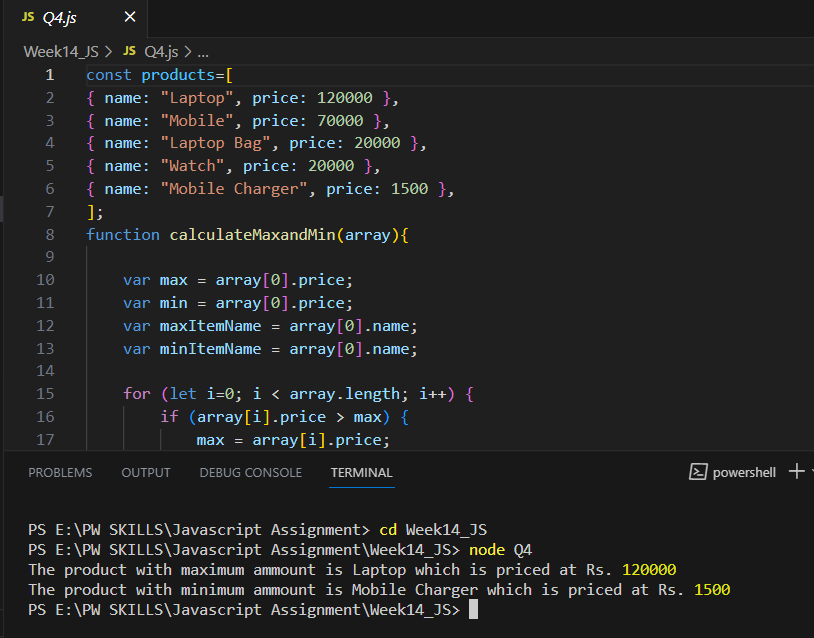 JS Q4.js ×
Week14_JS > JS Q4.js > ...
1 const products=[
2 { name: "Laptop", price: 120000 },
3 { name: "Mobile", price: 70000 },
4 { name: "Laptop Bag", price: 20000 },
5 { name: "Watch", price: 20000 },
6 { name: "Mobile Charger", price: 1500 },
7 ];
8 function calculateMaxandMin(array){
9
10 var max = array[0].price;
11 var min = array[0].price;
12 var maxItemName = array[0].name;
13 var minItemName = array[0].name;
14
15 for (let i=0; i < array.length; i++) {
16 if (array[i].price > max) {
17 max = array[i].price;
PROBLEMS OUTPUT DEBUG CONSOLE TERMINAL powershell +
PS E:\PW SKILLS\Javascript Assignment> cd Week14_JS
PS E:\PW SKILLS\Javascript Assignment\Week14_JS> node Q4
The product with maximum ammount is Laptop which is priced at Rs. 120000
The product with minimum ammount is Mobile Charger which is priced at Rs. 1500
PS E:\PW SKILLS\Javascript Assignment\Week14_JS>